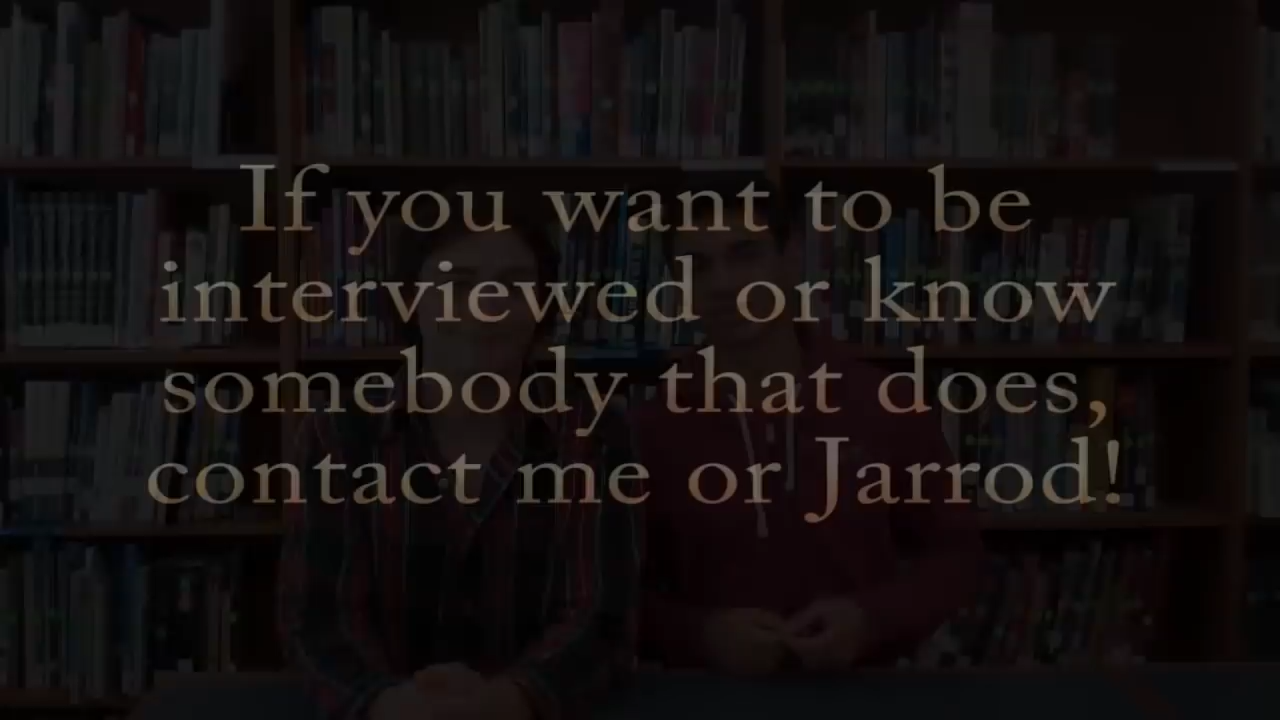 If you want to be
interviewed or know
somebody that does,
contact me or Jarrod!